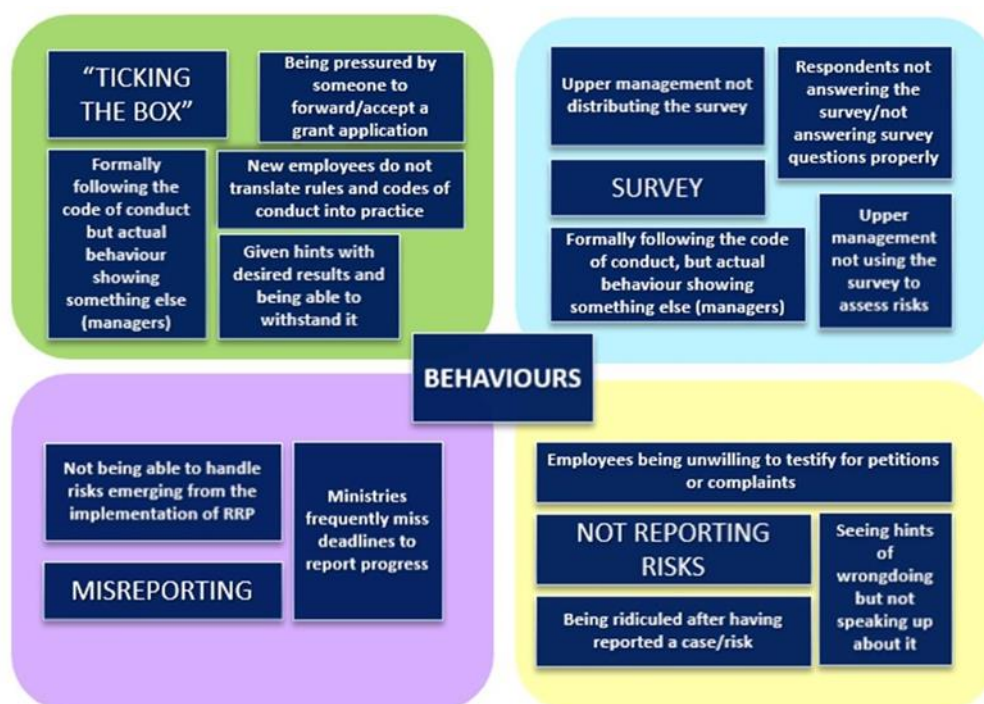 "TICKING
THE BOX"
Being pressured by
someone to
forward/accept a
grant application
Formally
following the
code of conduct
but actual
behaviour
showing
something else
(managers)
New employees do not
translate rules and codes of
conduct into practice
Given hints with
desired results and
being able to
withstand it
Upper management not
distributing the survey
Respondents not
answering the
survey/not
answering survey
questions properly
SURVEY
Formally following the code
of conduct, but actual
behaviour showing
something else (managers)
Upper
management
not using the
survey to
assess risks
BEHAVIOURS
Not being able to handle
risks emerging from the
implementation of RRP
Ministries
frequently miss
deadlines to
report progress
MISREPORTING
Employees being unwilling to testify for petitions
or complaints
NOT REPORTING
RISKS
Seeing hints
of
wrongdoing
but not
speaking up
about it
Being ridiculed after having
reported a case/risk